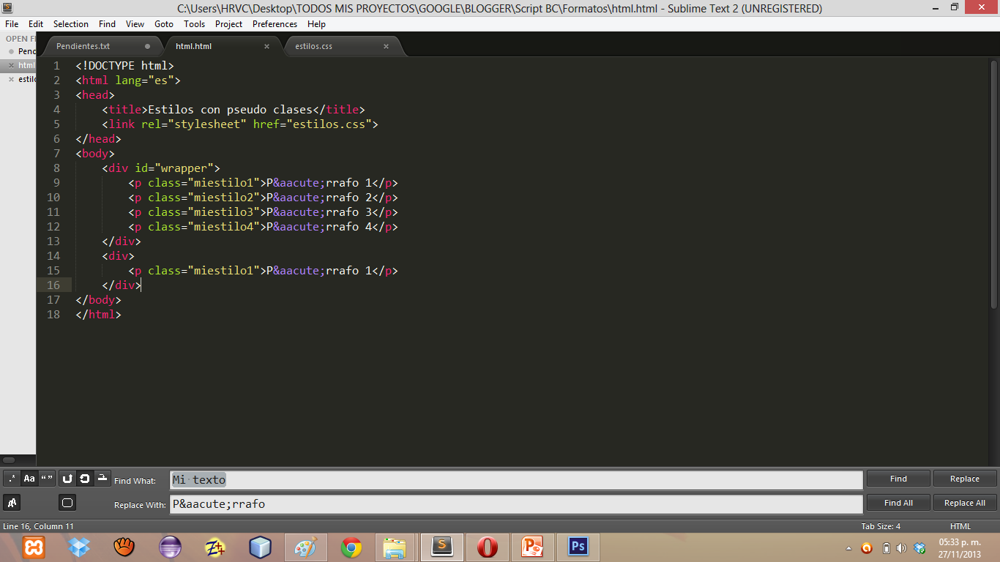 C:\Users\HRVC\Desktop\TODOS MIS PROYECTOS\GOOGLE\BLOGGER\Script BC\Formatos\html.html - Sublime Text 2 (UNREGISTERED)
File Edit Selection Find View Goto Tools Project Preferences Help
OPEN FI
Pend
html
estilo
Pendientes.txt html.html estilos.css
1 <!DOCTYPE html>
2 <html lang="es">
3 <head>
4 <title>Estilos con pseudo clases</title>
5 <link rel="stylesheet" href="estilos.css">
6 </head>
7 <body>
8 <div id="wrapper">
9 <p class="miestilo1">P&aacute;rrafo 1</p>
10 <p class="miestilo2">P&aacute;rrafo 2</p>
11 <p class="miestilo3">P&aacute;rrafo 3</p>
12 <p class="miestilo4">P&aacute;rrafo 4</p>
13 </div>
14 <div>
15 <p class="miestilo1">P&aacute;rrafo 1</p>
16 </div>
17 </body>
18 </html>
.* Aa “” Find What: Mi texto Find Replace
Replace With: P&aacute;rrafo Find All Replace All
Line 16, Column 11 Tab Size: 4 HTML
05:33 p. m.
27/11/2013